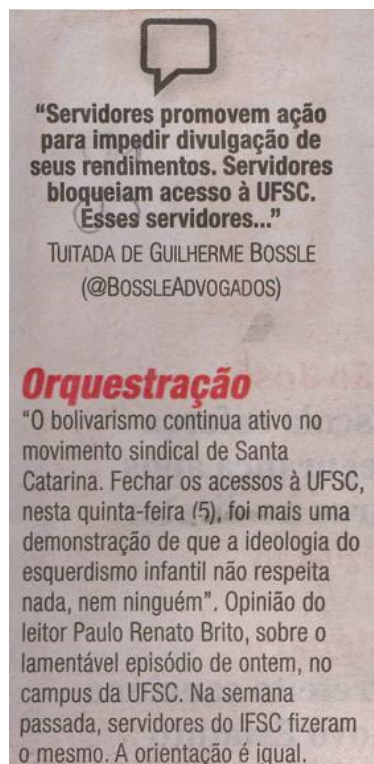 “Servidores promovem ação
para impedir divulgação de
seus rendimentos. Servidores
bloqueiam acesso à UFSC.
Esses servidores...”
TUITADA DE GUILHERME BOSSLE
(@BOSSLEADVOGADOS)
Orquestração
“O bolivarismo continua ativo no
movimento sindical de Santa
Catarina. Fechar os acessos à UFSC,
nesta quinta-feira (5), foi mais uma
demonstração de que a ideologia do
esquerdismo infantil não respeita
nada, nem ninguém”. Opinião do
leitor Paulo Renato Brito, sobre o
lamentável episódio de ontem, no
campus da UFSC. Na semana
passada, servidores do IFSC fizeram
o mesmo. A orientação é igual.